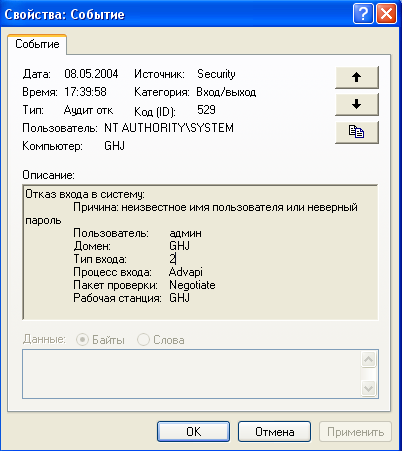 Свойства: Событие
Событие
Дата: 08.05.2004 Источник: Security
Время: 17:39:58 Категория: Вход/выход
Тип: Аудит отк Код (ID): 529
Пользователь: NT AUTHORITY\SYSTEM
Компьютер: GHJ
Описание:
Отказ входа в систему:
Причина: неизвестное имя пользователя или неверный
пароль
Пользователь: админ
Домен: GHJ
Тип входа: 2
Процесс входа: Advapi
Пакет проверки: Negotiate
Рабочая станция: GHJ
Данные: Байты Слова
OK Отмена Применить